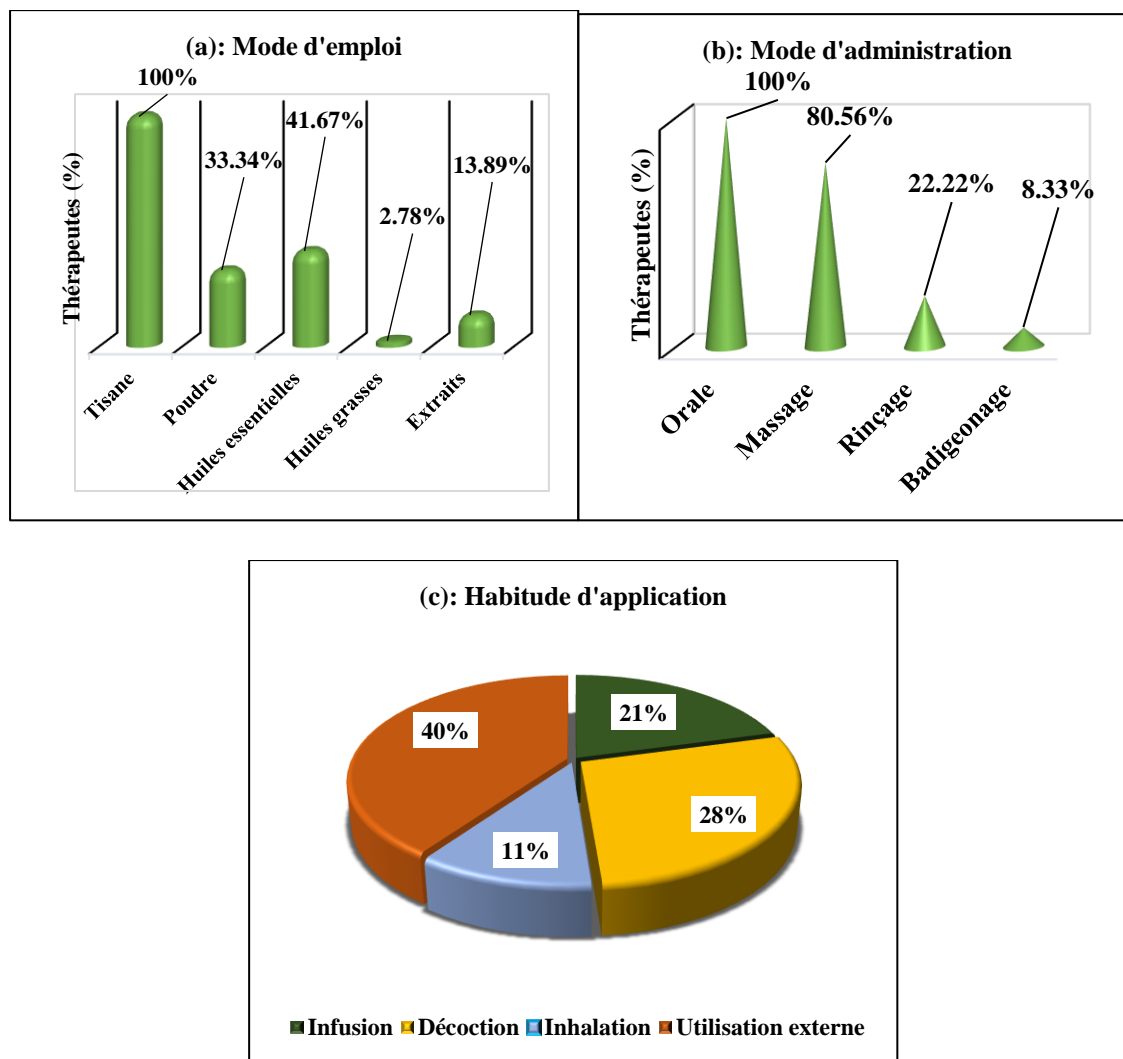 (a): Mode d'emploi
100%
33.34%
41.67%
2.78%
13.89%
Thérapeutes (%)
Tisane
Poudre
Huiles essentielles
Huiles grasses
Extraits
(b): Mode d'administration
100%
80.56%
22.22%
8.33%
Thérapeutes (%)
Orale
Massage
Rinçage
Badigeonage
(c): Habitude d'application
21%
40%
28%
11%
Infusion Décoction Inhalation Utilisation externe